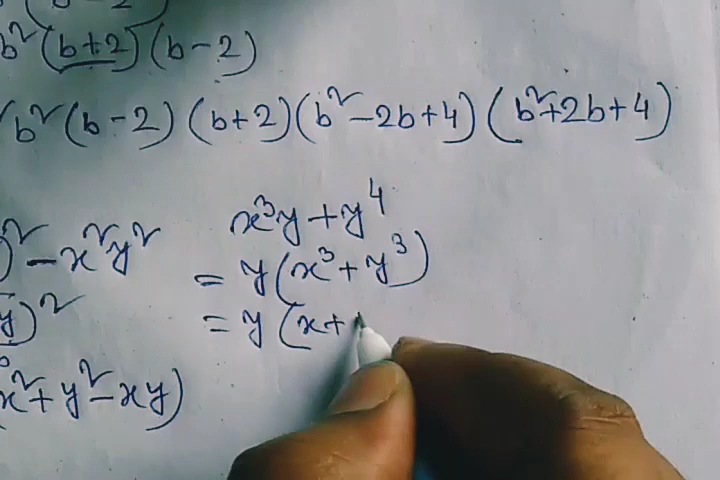 b²(b+2)(b-2)
b²(b-2)(b+2)(b²-2b+4)(b²+2b+4)
)² - x²y²
y)²
x²+y²-xy)
x³y+y⁴
= y(x³+y³)
= y(x+